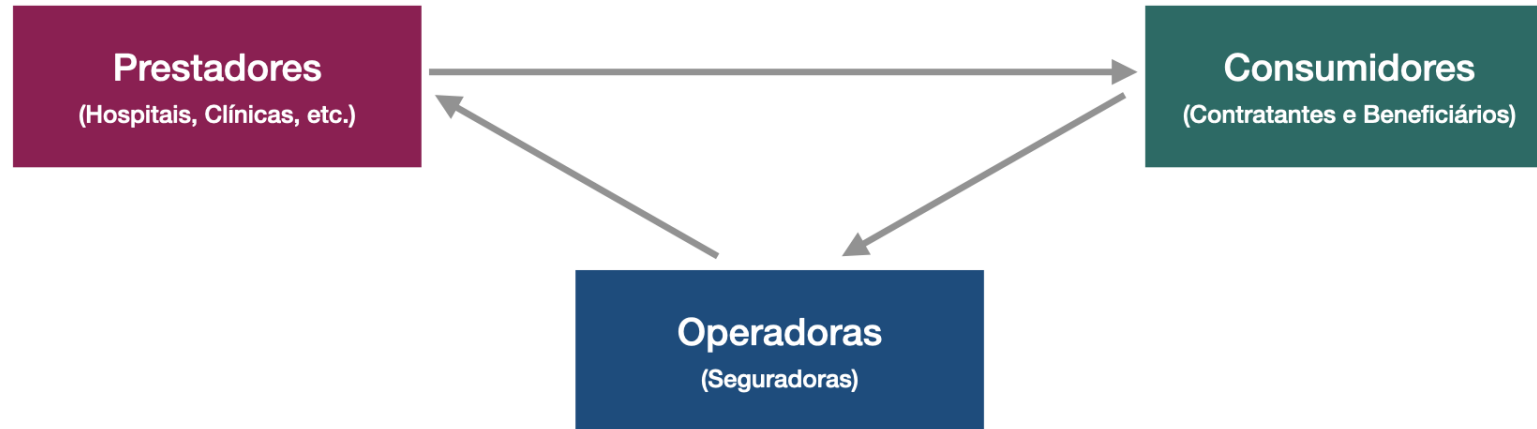 Prestadores
(Hospitais, Clínicas, etc.)
Consumidores
(Contratantes e Beneficiários)
Operadoras
(Seguradoras)